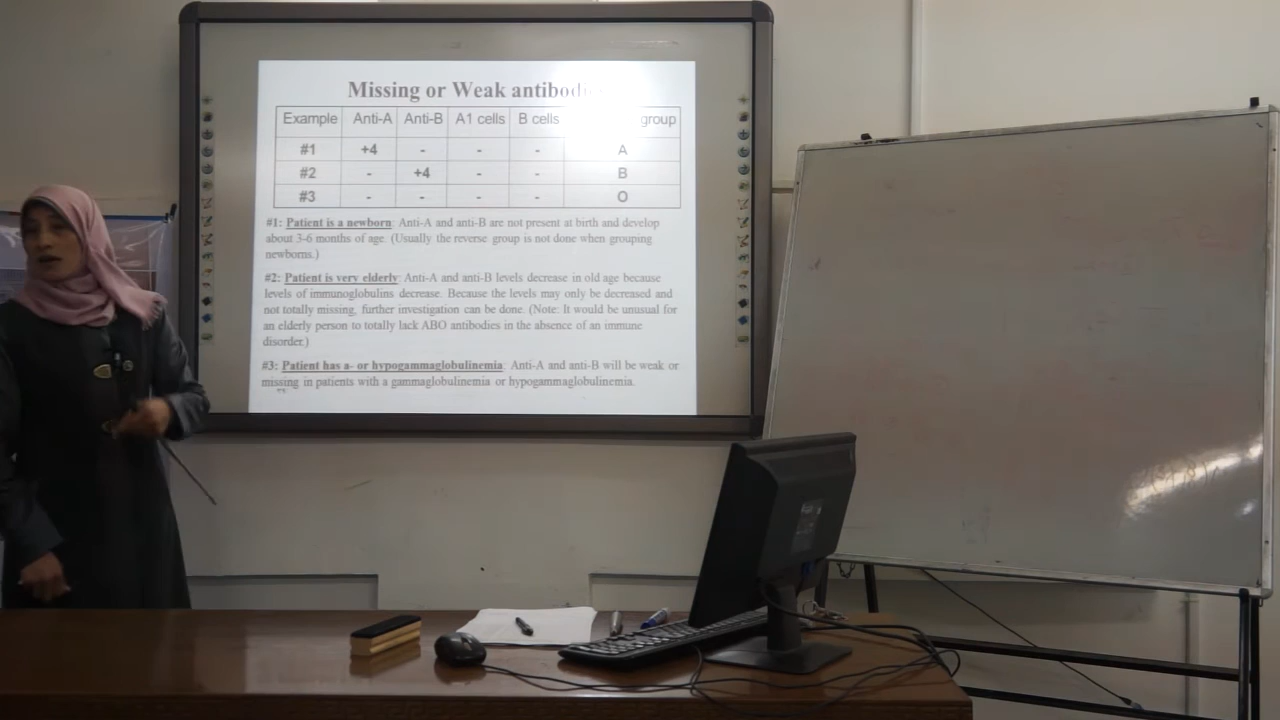 Missing or Weak
Example Anti-A Anti-B A1 cells B cells group
#1 +4 - - - A
#2 - +4 - - B
#3 - - - - O
#1: Patient is a newborn: Anti-A and anti-B are not present at birth and develop
about 3-6 months of age. (Usually the reverse group is not done when grouping
newborns.)
#2: Patient is very elderly: Anti-A and anti-B levels decrease in old age because
levels of immunoglobulins decrease. Because the levels may only be decreased and
not totally missing, further investigation can be done. (Note: It would be unusual for
an elderly person to totally lack ABO antibodies in the absence of an immune
disorder.)
#3: Patient has a- or hypogammaglobulinemia: Anti-A and anti-B will be weak or
missing in patients with a gammaglobulinemia or hypogammaglobulinemia.